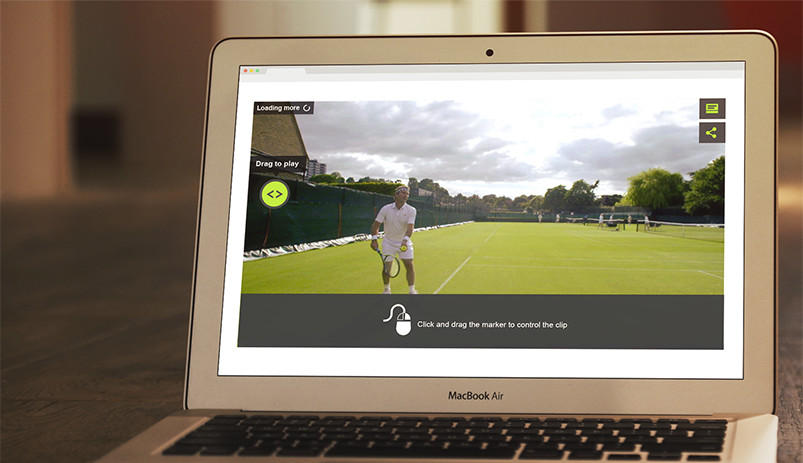 Loading more
Drag to play
Click and drag the marker to control the clip
MacBook Air